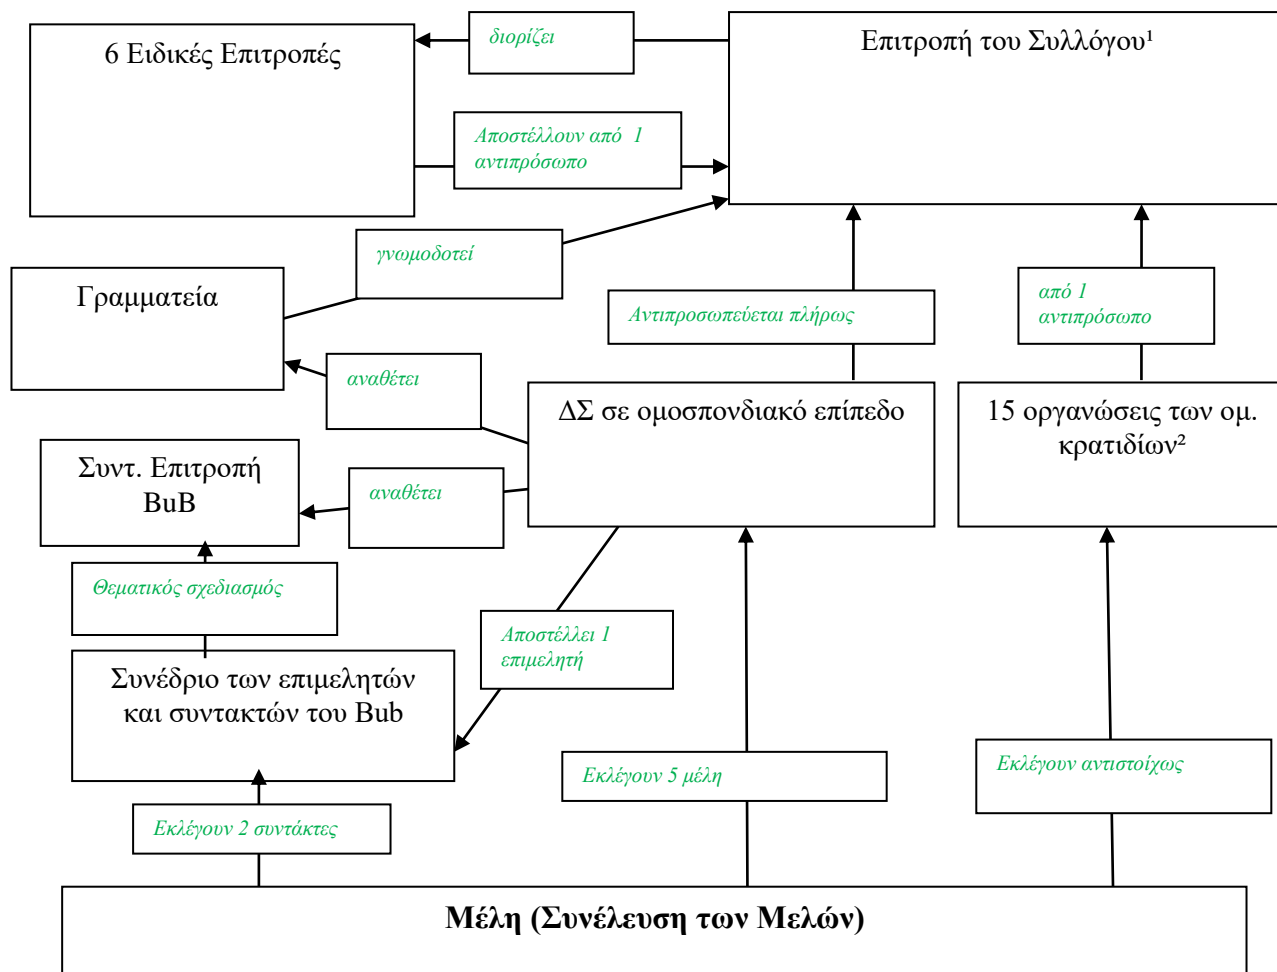 6 Ειδικές Επιτροπές
διορίζει
Επιτροπή του Συλλόγου¹
Αποστέλλουν από 1
αντιπρόσωπο
γνωμοδοτεί
Γραμματεία
Αντιπροσωπεύεται πλήρως
από 1
αντιπρόσωπο
αναθέτει
ΔΣ σε ομοσπονδιακό επίπεδο
15 οργανώσεις των ομ.
κρατιδίων²
Συντ. Επιτροπή
BuB
αναθέτει
Θεματικός σχεδιασμός
Αποστέλλει 1
επιμελητή
Συνέδριο των επιμελητών
και συντακτών του Bub
Εκλέγουν 5 μέλη
Εκλέγουν αντιστοίχως
Εκλέγουν 2 συντάκτες
Μέλη (Συνέλευση των Μελών)